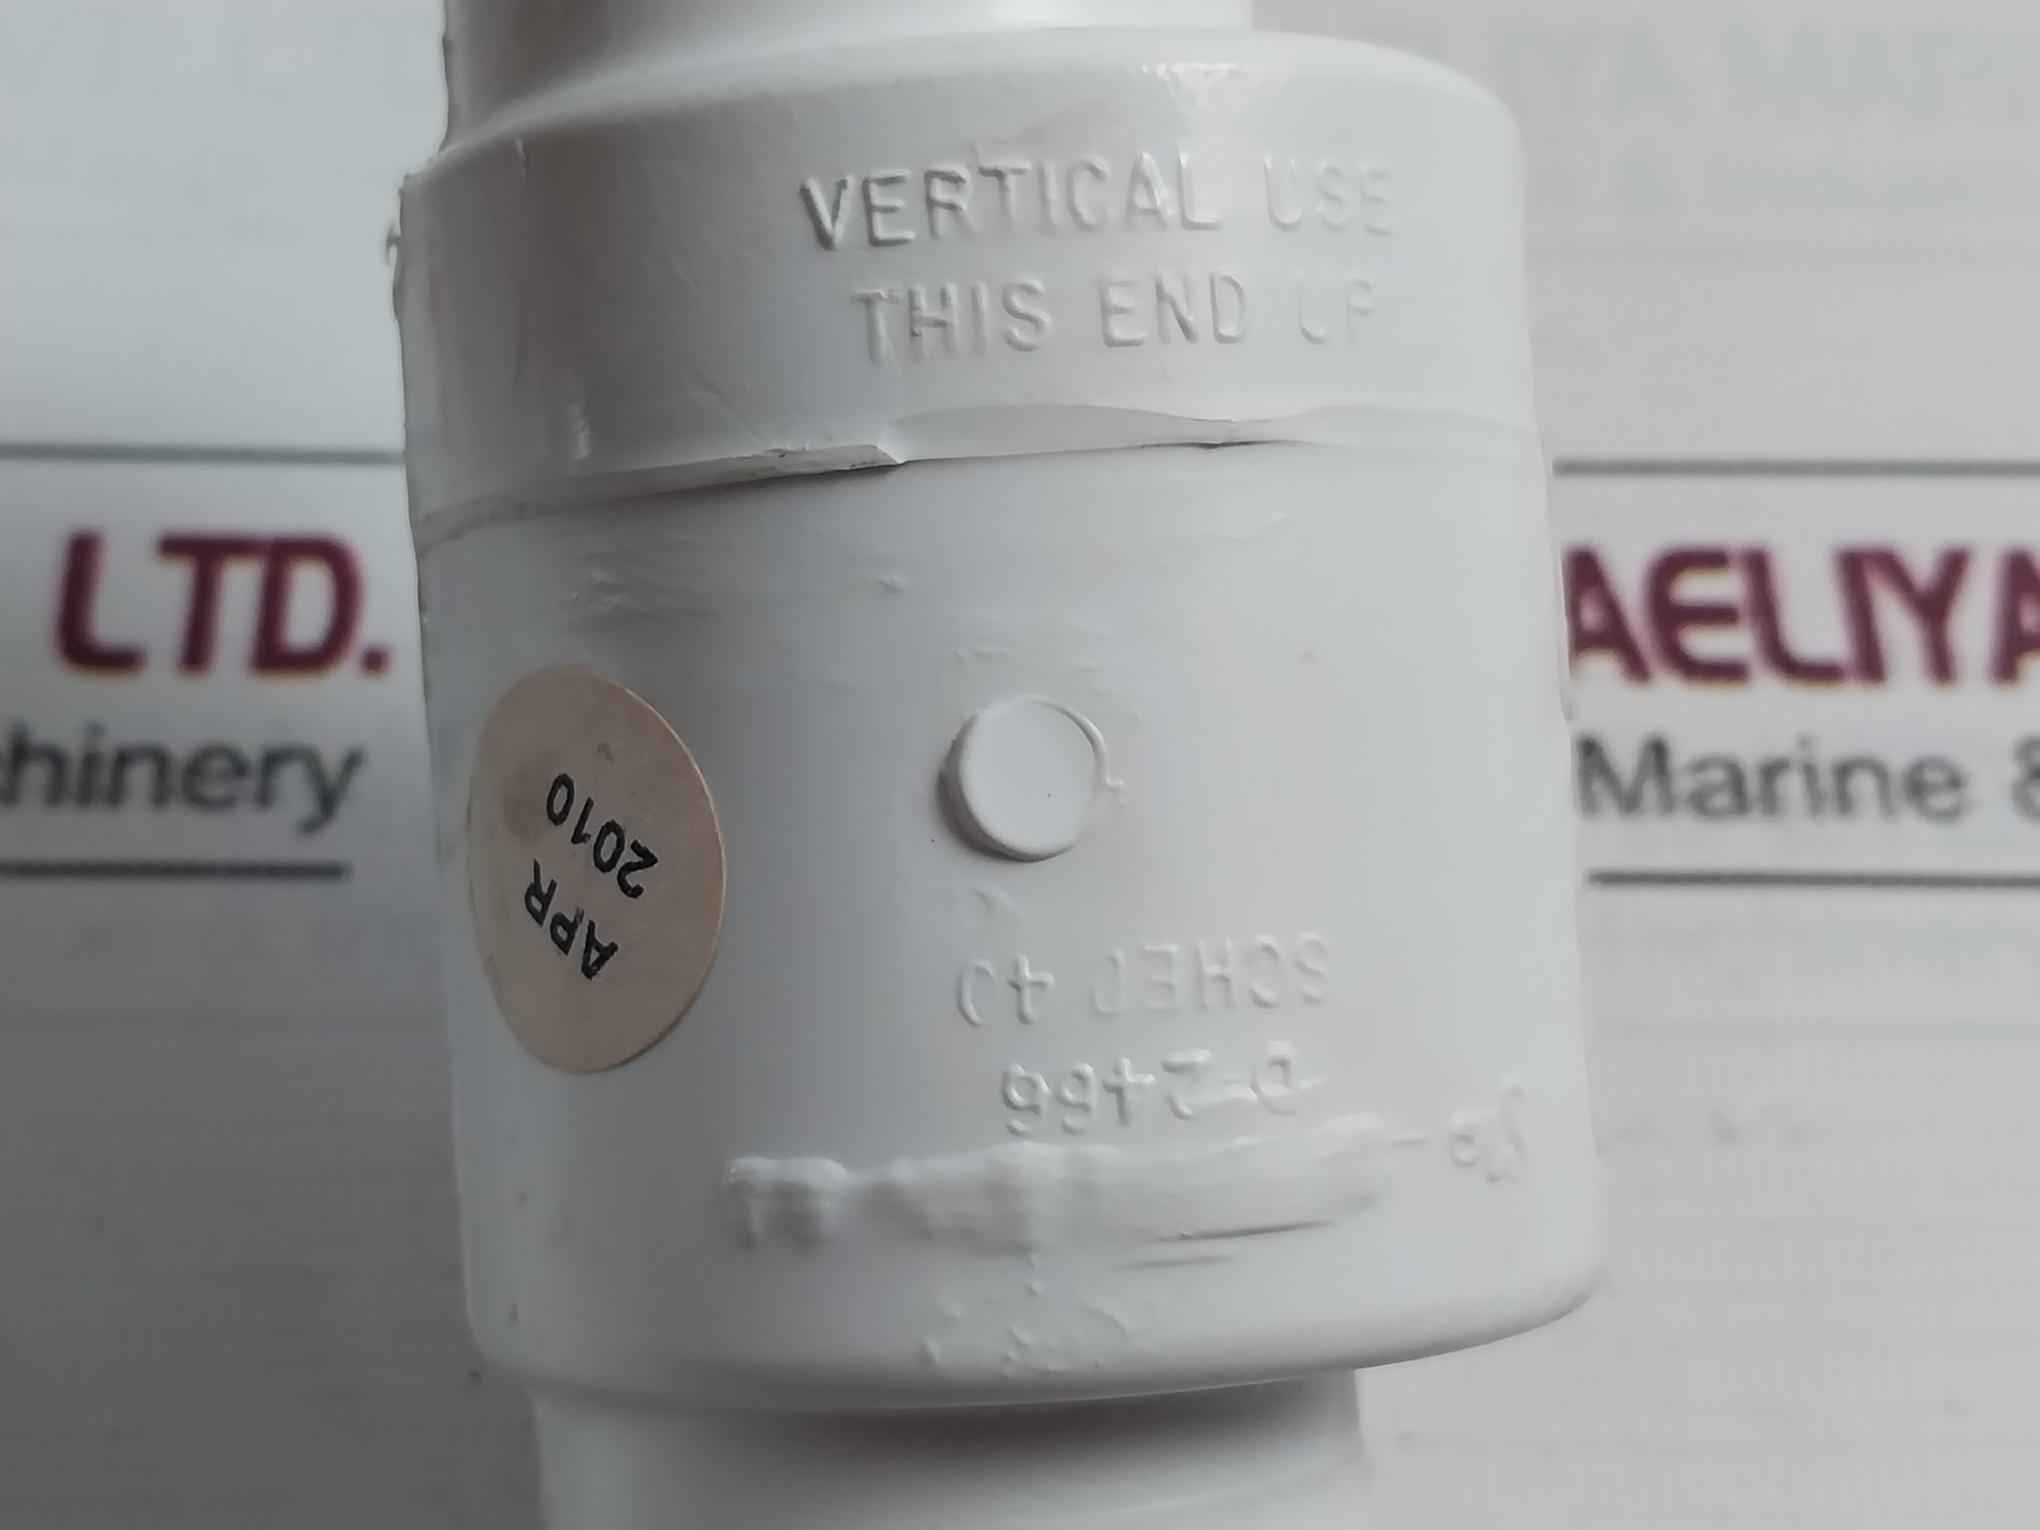 VERTICAL USE
THIS END UP
LTD.
hinery
AELIYA
Marine &
APR
2010
SCHED 40
D-2466